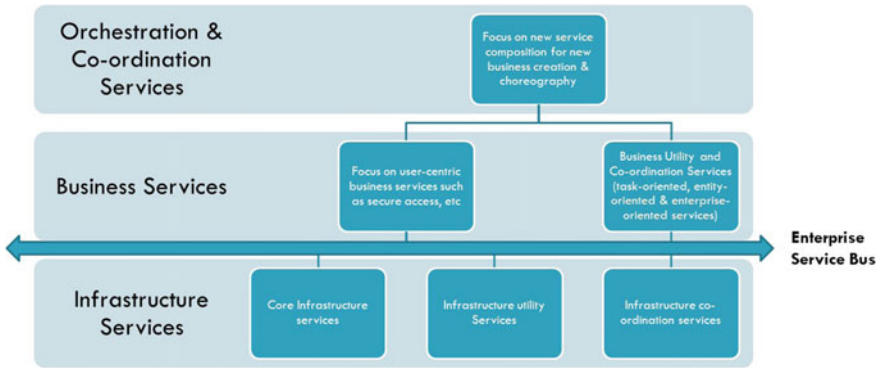 Orchestration &
Co-ordination
Services
Focus on new service
composition for new
business creation &
choreography
Business Services
Focus on user-centric
business services such
as secure access, etc
Business Utility and
Co-ordination Services
(task-oriented, entity-
oriented & enterprise-
oriented services)
Enterprise
Service Bus
Infrastructure
Services
Core Infrastructure
services
Infrastructure utility
Services
Infrastructure co-
ordination services